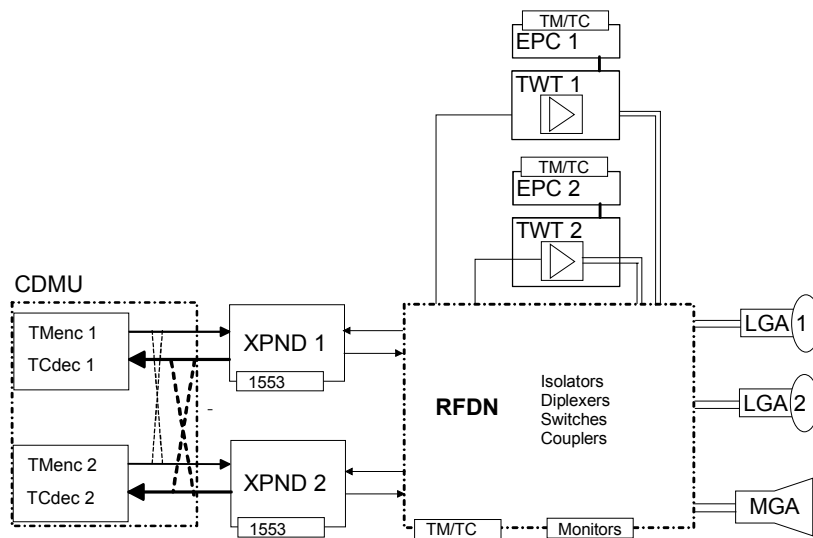 TM/TC
EPC 1
TWT 1
TM/TC
EPC 2
TWT 2
CDMU
TMenc 1
TCdec 1
XPND 1
1553
TMenc 2
TCdec 2
XPND 2
1553
RFDN
Isolators
Diplexers
Switches
Couplers
TM/TC
Monitors
LGA 1
LGA 2
MGA